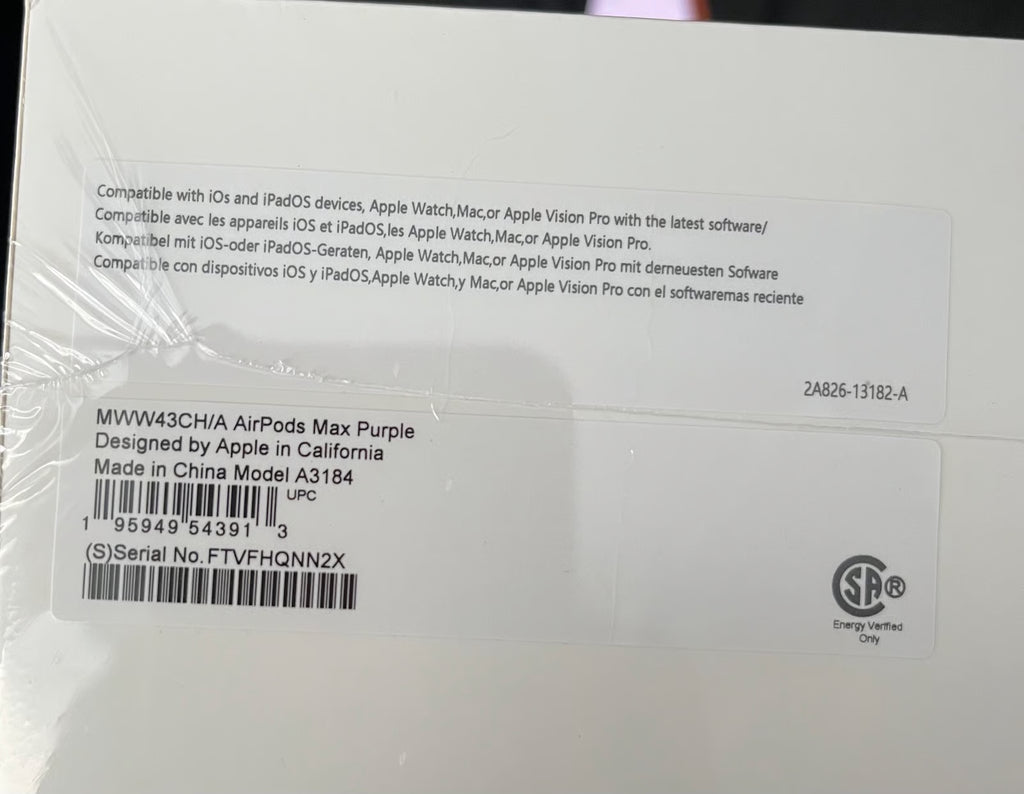 Compatible with iOs and iPadOS devices, Apple Watch,Mac,or Apple Vision Pro with the latest software/
Compatible avec les appareils iOS et iPadOS,les Apple Watch,Mac,or Apple Vision Pro.
Kompatibel mit iOS-oder iPadOS-Geraten, Apple Watch,Mac,or Apple Vision Pro mit derneuesten Sofware
Compatible con dispositivos iOS y iPadOS,Apple Watch,y Mac,or Apple Vision Pro con el softwaremas reciente
2A826-13182-A
MWW43CH/A AirPods Max Purple
Designed by Apple in California
Made in China Model A3184
UPC
1 95949 54391 3
(S)Serial No.FTVFHQNN2X
SA®
Energy Verified
Only